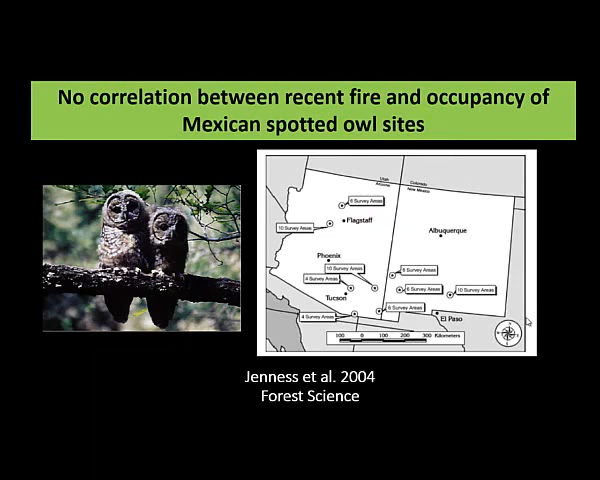 No correlation between recent fire and occupancy of
Mexican spotted owl sites
Utah
Colorado
Arizona
New Mexico
6 Survey Areas
Flagstaff
10 Survey Areas
Albuquerque
Phoenix
10 Survey Areas
4 Survey Areas
Tucson
6 Survey Areas
10 Survey Areas
6 Survey Areas
4 Survey Areas
El Paso
100 0 100 200 300 Kilometers
Jenness et al. 2004
Forest Science